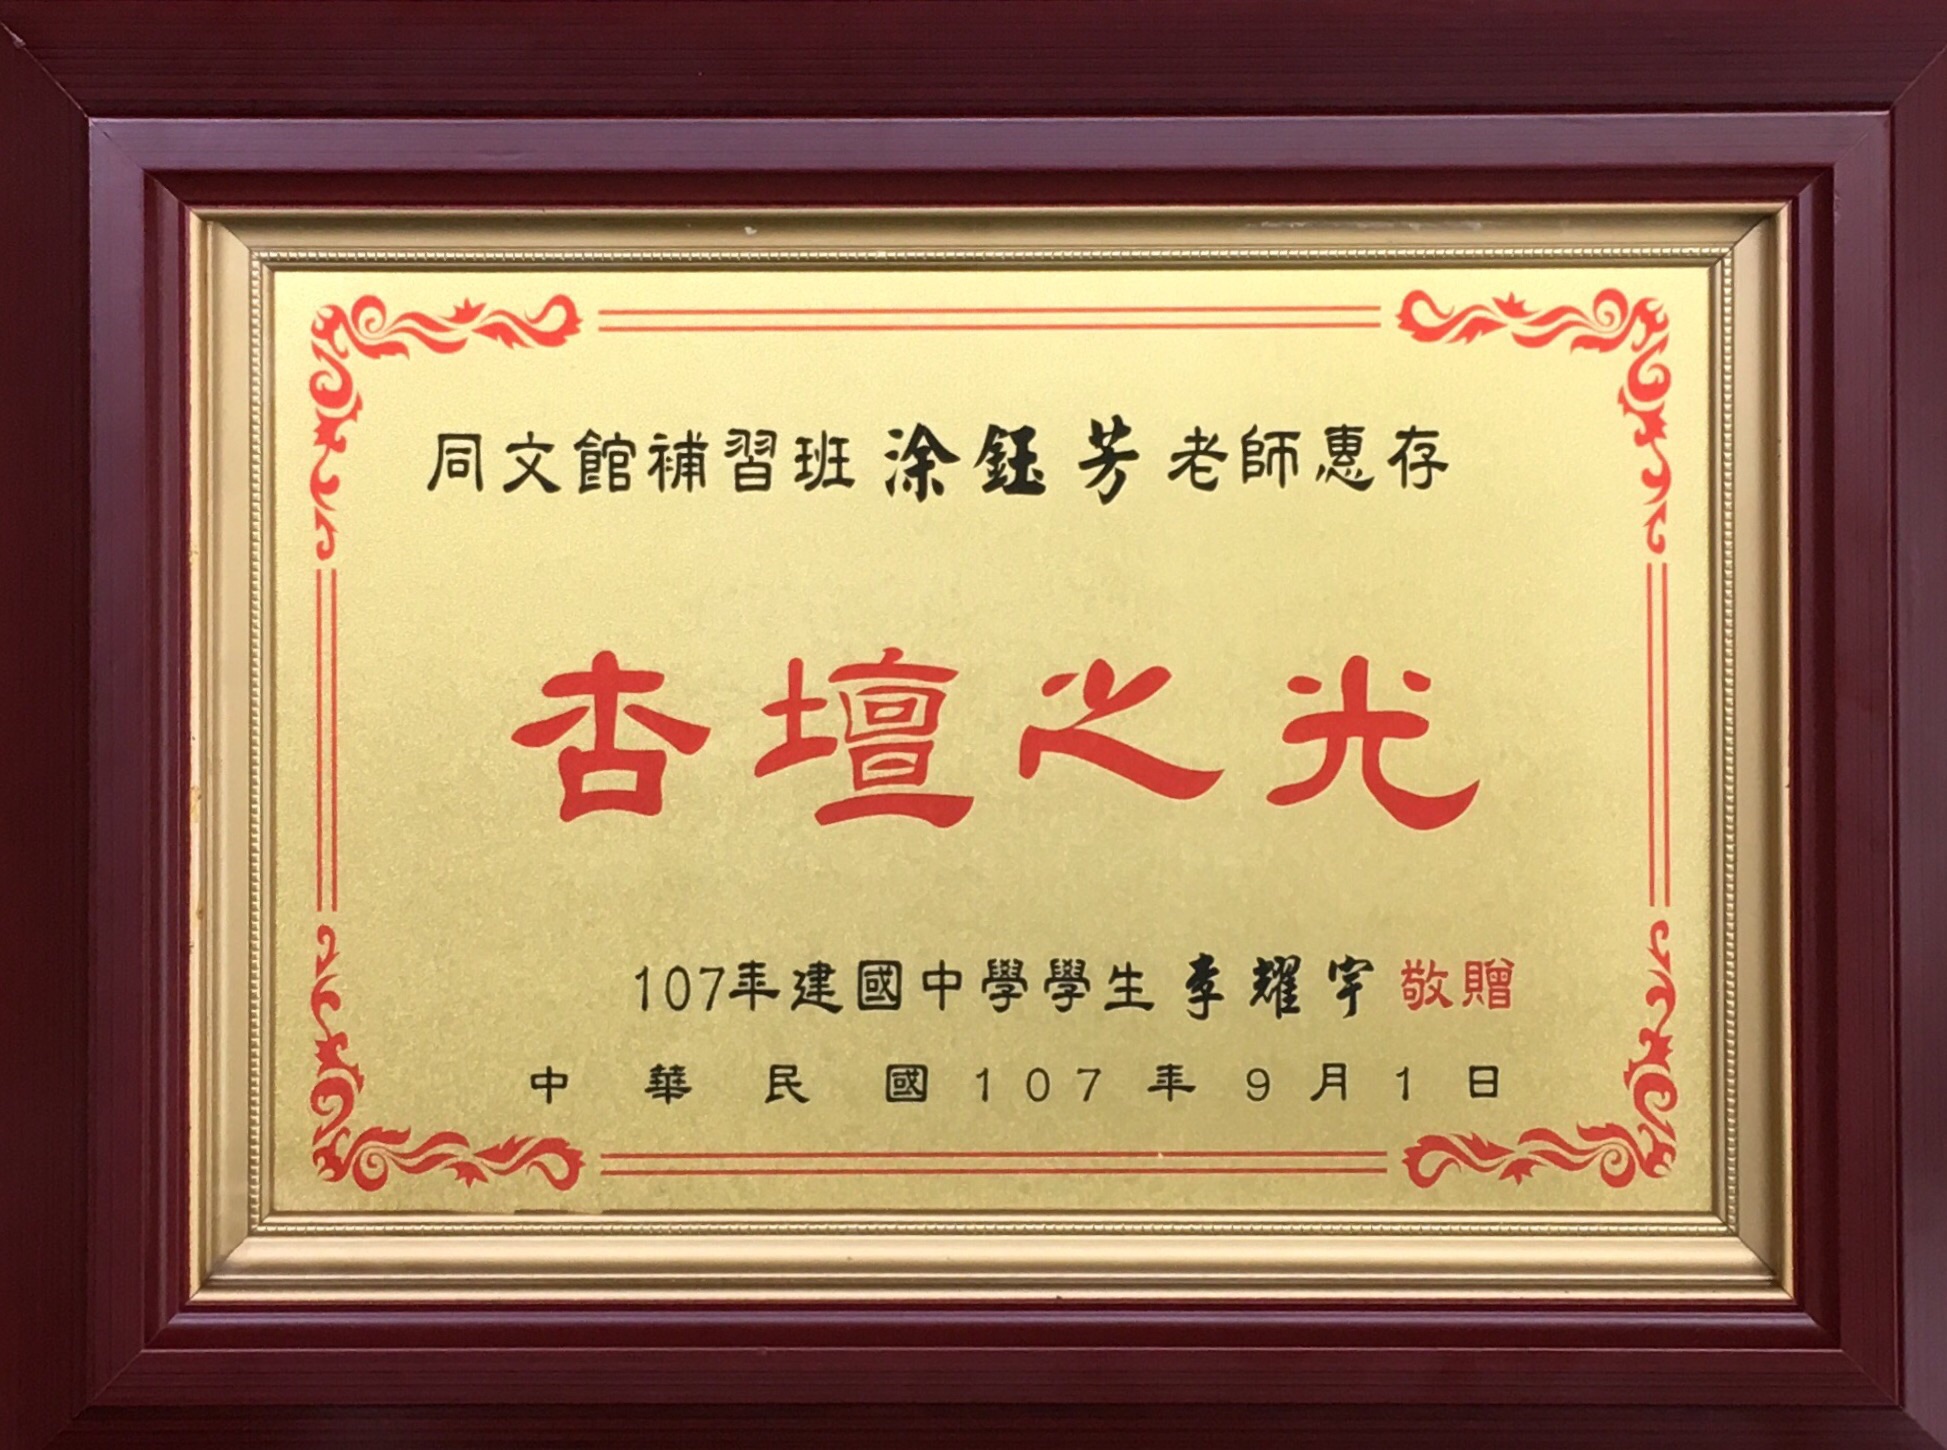 同文館補習班 涂鈺芳 老師惠存
杏壇之光
107年建國中學學生 李耀宇 敬贈
中華民國107年9月1日